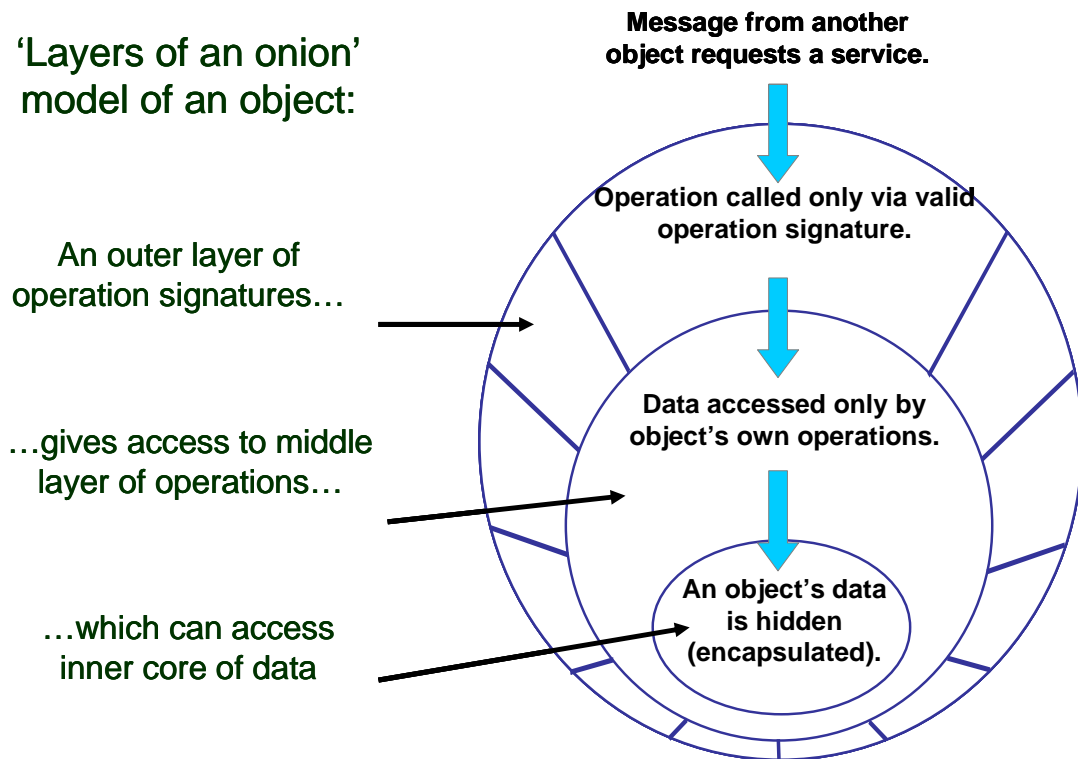 ‘Layers of an onion’
model of an object:
Message from another
object requests a service.
Operation called only via valid
operation signature.
An outer layer of
operation signatures…
Data accessed only by
object’s own operations.
…gives access to middle
layer of operations…
An object’s data
is hidden
(encapsulated).
…which can access
inner core of data